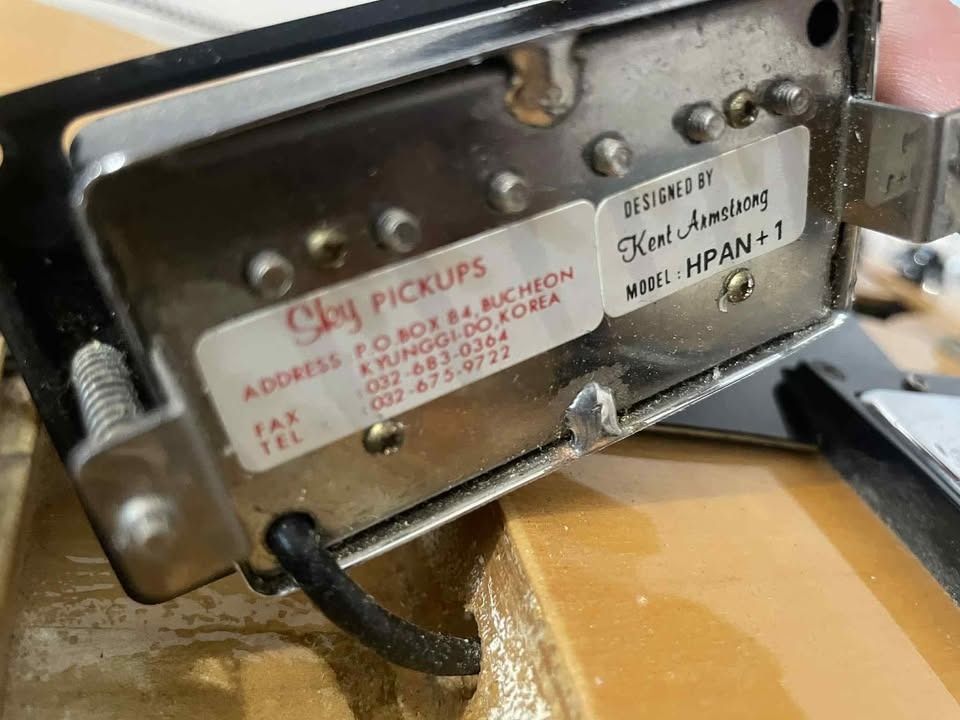 Sky PICKUPS
ADDRESS P.O.BOX 84, BUCHEON
KYUNGGI-DO, KOREA
FAX : 032-683-0364
TEL : 032-675-9722
DESIGNED BY
Kent Armstrong
MODEL : HPAN+1